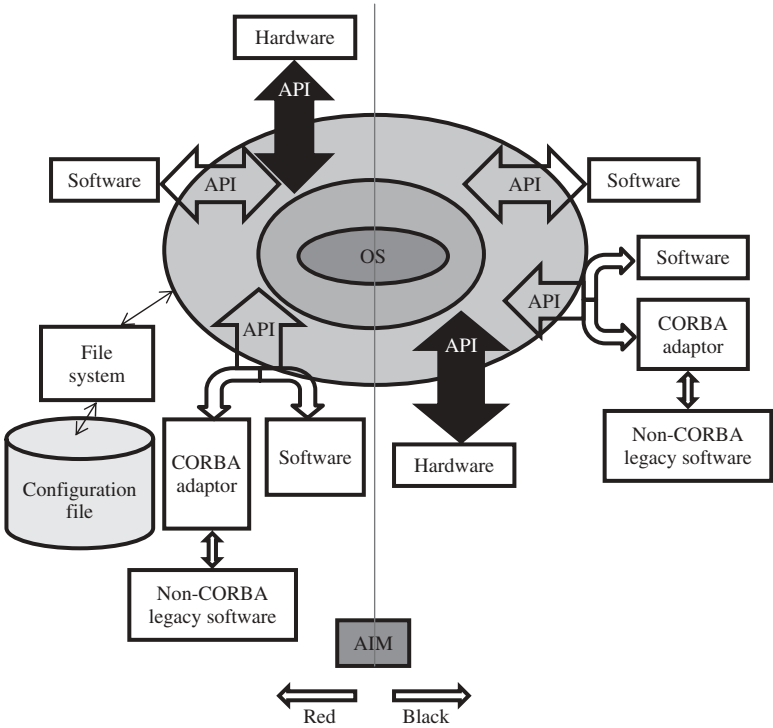 Hardware
API
Software
API
API
Software
OS
Software
API
API
API
CORBA
adaptor
File
system
Hardware
Non-CORBA
legacy software
CORBA
adaptor
Software
Configuration
file
Non-CORBA
legacy software
AIM
Red
Black